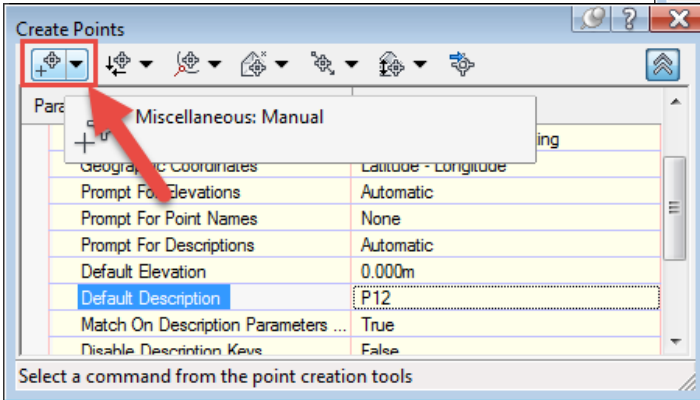 Create Points
Para
Miscellaneous: Manual
ing
Geographic Coordinates Latitude - Longitude
Prompt For Elevations Automatic
Prompt For Point Names None
Prompt For Descriptions Automatic
Default Elevation 0.000m
Default Description P12
Match On Description Parameters ... True
Disable Description Keys False
Select a command from the point creation tools